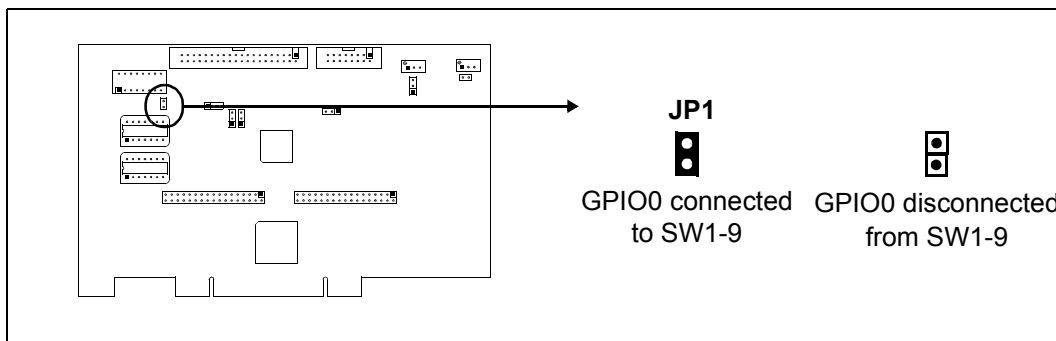 JP1
GPIO0 connected
to SW1-9
GPIO0 disconnected
from SW1-9